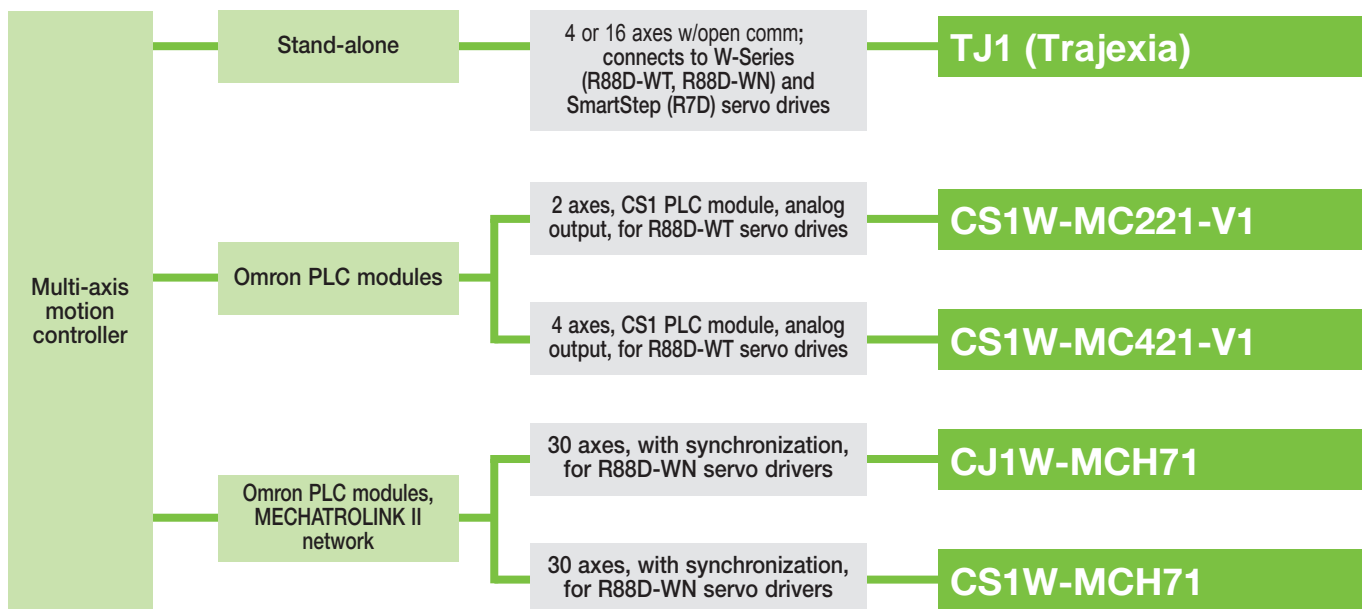 Multi-axis
motion
controller
Stand-alone
4 or 16 axes w/open comm;
connects to W-Series
(R88D-WT, R88D-WN) and
SmartStep (R7D) servo drives
TJ1 (Trajexia)
Omron PLC modules
2 axes, CS1 PLC module, analog
output, for R88D-WT servo drives
CS1W-MC221-V1
4 axes, CS1 PLC module, analog
output, for R88D-WT servo drives
CS1W-MC421-V1
Omron PLC modules,
MECHATROLINK II
network
30 axes, with synchronization,
for R88D-WN servo drivers
CJ1W-MCH71
30 axes, with synchronization,
for R88D-WN servo drivers
CS1W-MCH71